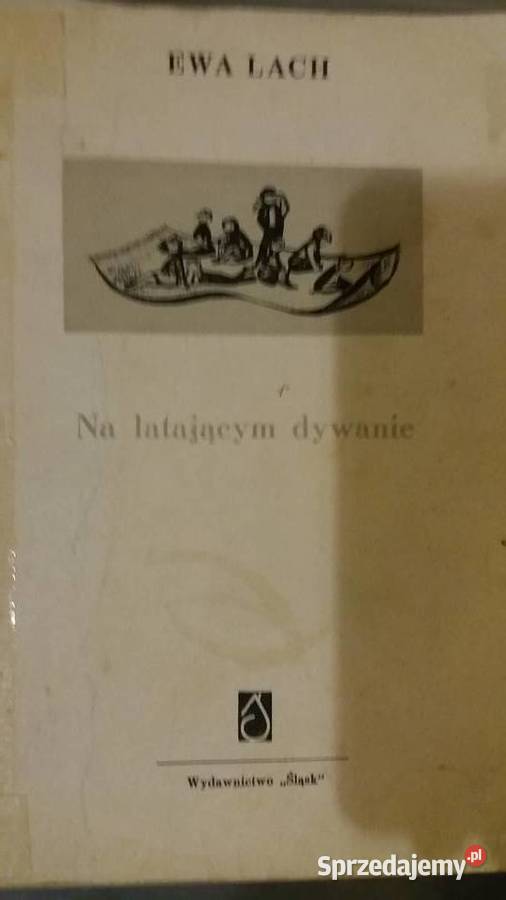 EWA LACH
Na latającym dywanie
Wydawnictwo „Śląsk"
Sprzedajemy.pl